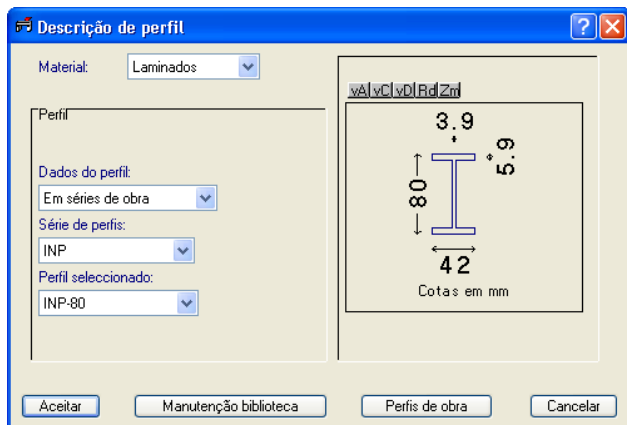 Descrição de perfil
Material:
Laminados
Perfil
Dados do perfil:
Em séries de obra
Série de perfis:
INP
Perfil seleccionado:
INP-80
vA vC vD Rd Zm
3.9
5.9
80
42
Cotas em mm
Aceitar
Manutenção biblioteca
Perfis de obra
Cancelar